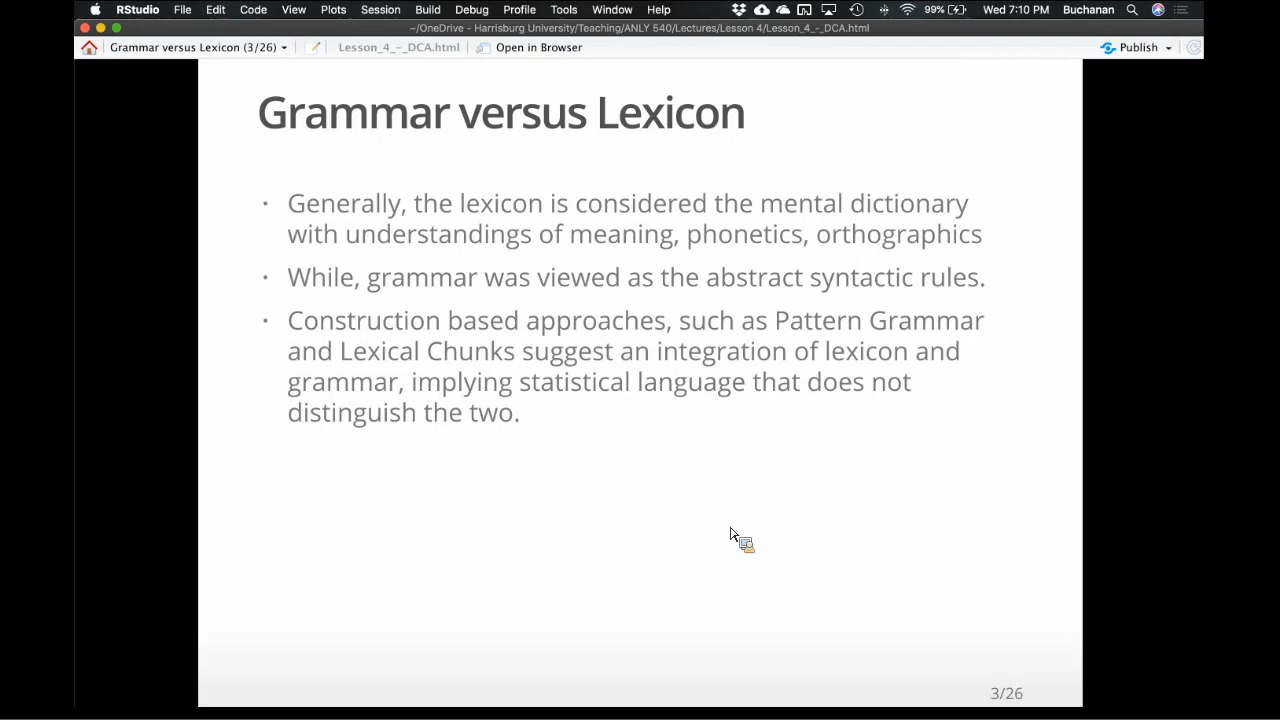 RStudio File Edit Code View Plots Session Build Debug Profile Tools Window Help 99% Wed 7:10 PM Buchanan
~/OneDrive - Harrisburg University/Teaching/ANLY 540/Lectures/Lesson 4/Lesson_4_-_DCA.html
Grammar versus Lexicon (3/26) Lesson_4_-_DCA.html Open in Browser Publish
Grammar versus Lexicon
· Generally, the lexicon is considered the mental dictionary
with understandings of meaning, phonetics, orthographics
· While, grammar was viewed as the abstract syntactic rules.
· Construction based approaches, such as Pattern Grammar
and Lexical Chunks suggest an integration of lexicon and
grammar, implying statistical language that does not
distinguish the two.
3/26